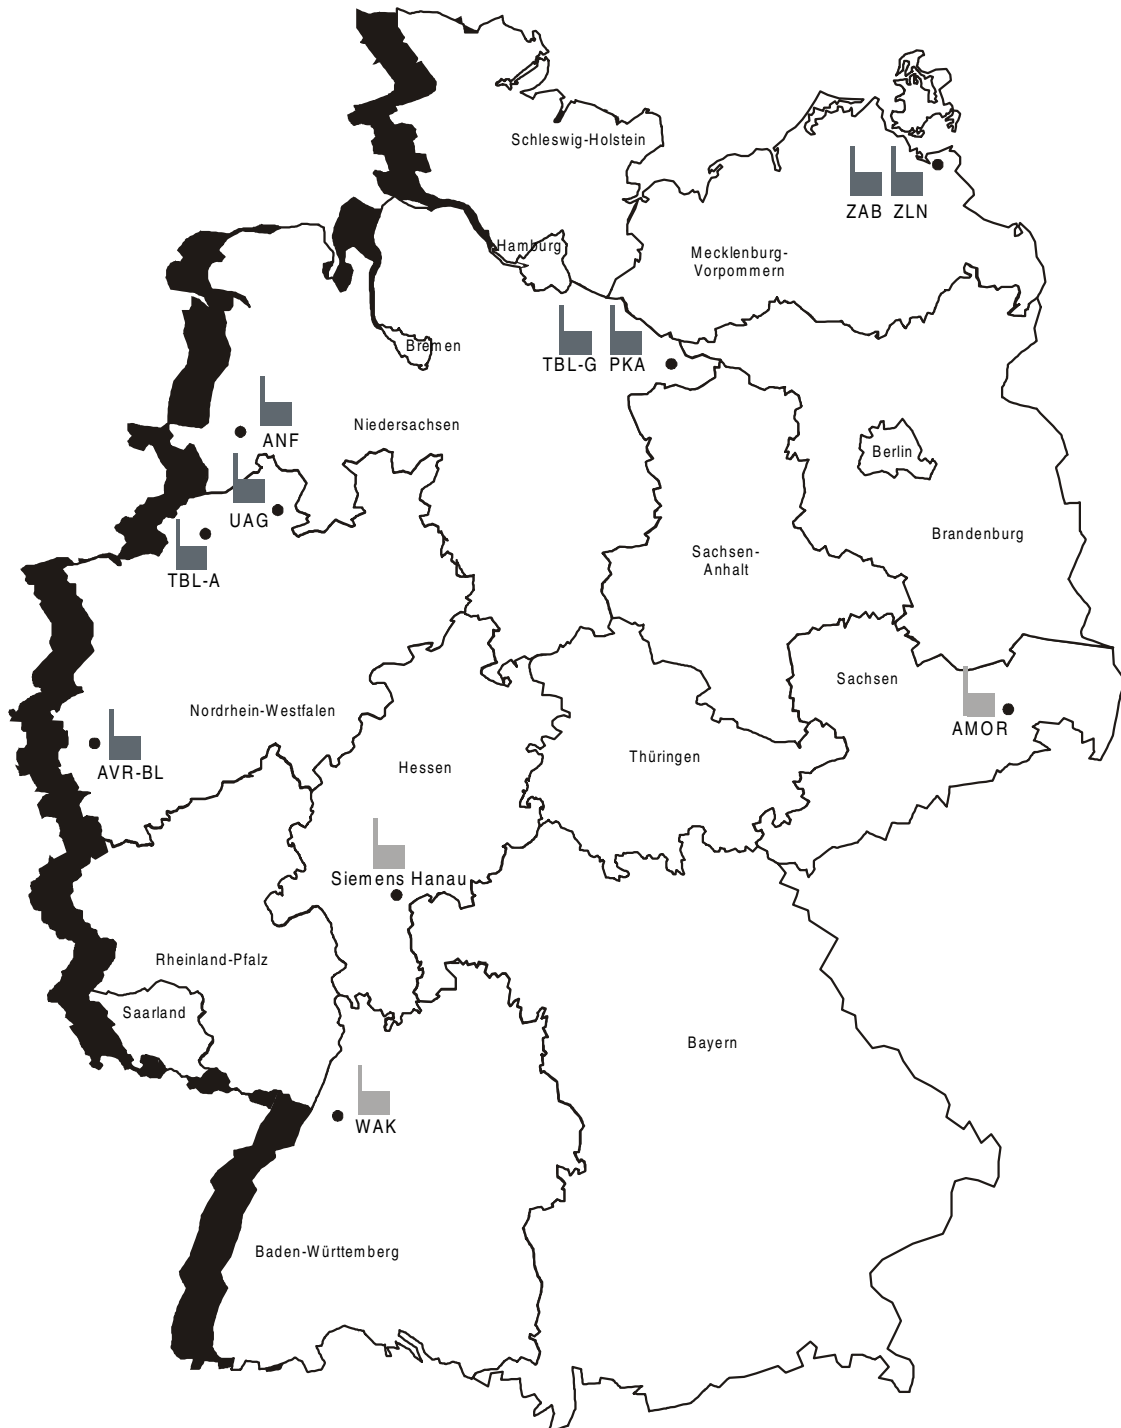 Schleswig-Holstein
ZAB ZLN
Hamburg
Mecklenburg-
Vorpommern
Bremen
TBL-G PKA
Niedersachsen
ANF
Berlin
UAG
Brandenburg
Sachsen-
Anhalt
TBL-A
Sachsen
Nordrhein-Westfalen
AMOR
Thüringen
Hessen
AVR-BL
Siemens Hanau
Rheinland-Pfalz
Saarland
Bayern
WAK
Baden-Württemberg